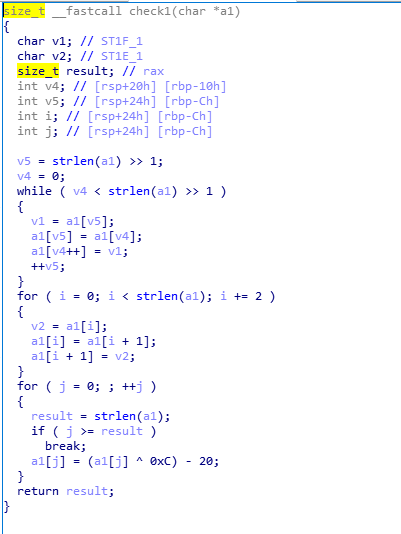 size_t __fastcall check1(char *a1)
{
  char v1; // ST1F_1
  char v2; // ST1E_1
  size_t result; // rax
  int v4; // [rsp+20h] [rbp-10h]
  int v5; // [rsp+24h] [rbp-Ch]
  int i; // [rsp+24h] [rbp-Ch]
  int j; // [rsp+24h] [rbp-Ch]

  v5 = strlen(a1) >> 1;
  v4 = 0;
  while ( v4 < strlen(a1) >> 1 )
  {
    v1 = a1[v5];
    a1[v5] = a1[v4];
    a1[v4++] = v1;
    ++v5;
  }
  for ( i = 0; i < strlen(a1); i += 2 )
  {
    v2 = a1[i];
    a1[i] = a1[i + 1];
    a1[i + 1] = v2;
  }
  for ( j = 0; ; ++j )
  {
    result = strlen(a1);
    if ( j >= result )
      break;
    a1[j] = (a1[j] ^ 0xC) - 20;
  }
  return result;
}